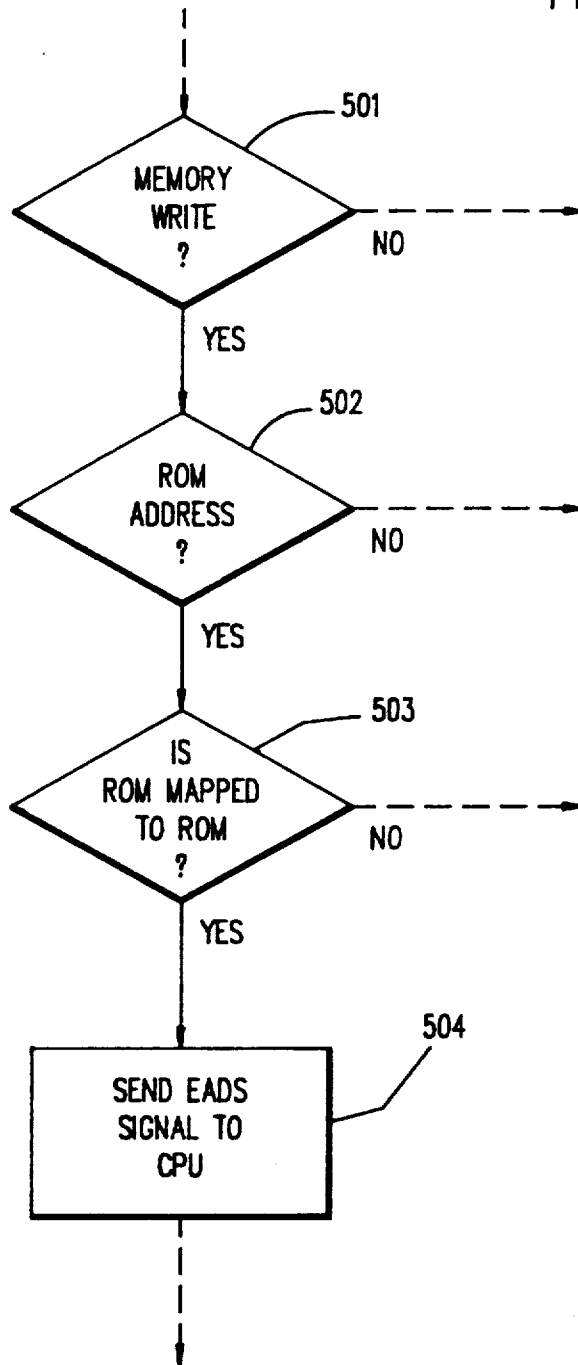 501
MEMORY
WRITE
?
NO
YES
502
ROM
ADDRESS
?
NO
YES
503
IS
ROM MAPPED
TO ROM
?
NO
YES
504
SEND EADS
SIGNAL TO
CPU